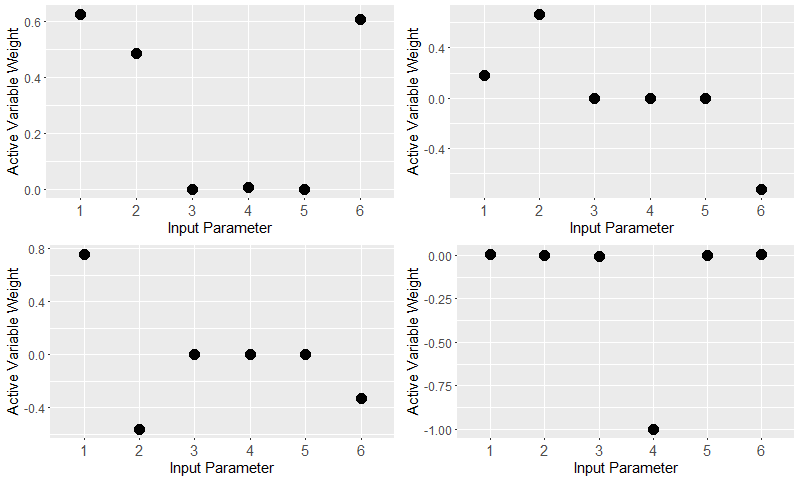 Active Variable Weight
0.6
0.4
0.2
0.0
1 2 3 4 5 6
Input Parameter
Active Variable Weight
0.4
0.0
-0.4
1 2 3 4 5 6
Input Parameter
Active Variable Weight
0.8
0.4
0.0
-0.4
1 2 3 4 5 6
Input Parameter
Active Variable Weight
0.00
-0.25
-0.50
-0.75
-1.00
1 2 3 4 5 6
Input Parameter